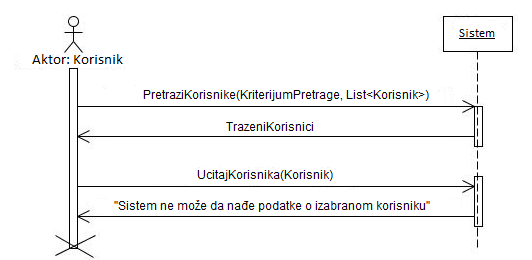 Sistem
Aktor: Korisnik
PretraziKorisnike(KriterijumPretrage, List<Korisnik>)
TrazeniKorisnici
UcitajKorisnika(Korisnik)
"Sistem ne može da nađe podatke o izabranom korisniku"